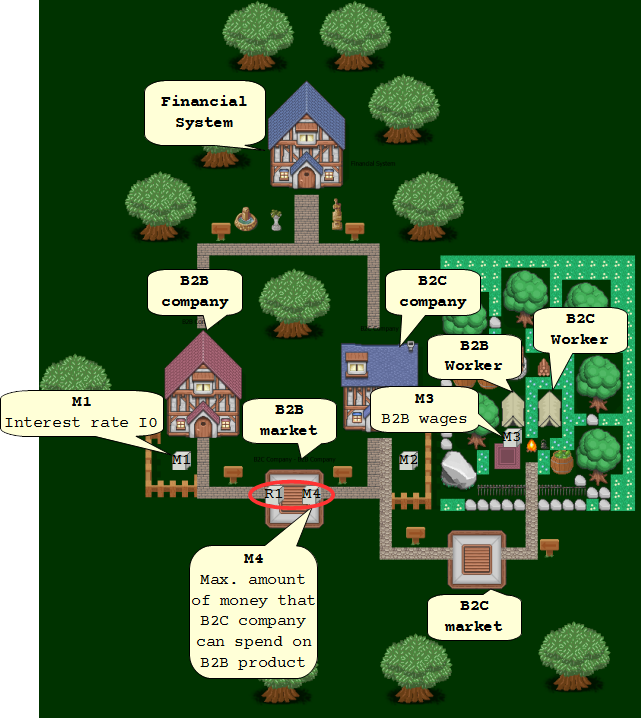 Financial
System
Financial System
B2B
company
B2C
company
B2C
Worker
B2B
Worker
M1
Interest rate I0
B2B
market
M3
B2B wages
M3
M1
M2
R1 M4
M4
Max. amount
of money that
B2C company
can spend on
B2B product
B2C
market